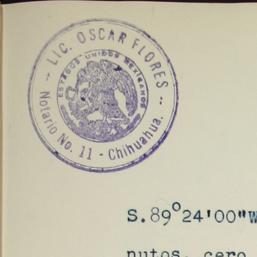 LIC. OSCAR FLORES
ESTADOS UNIDOS MEXICANOS
Notario No. 11 - Chihuahua.
S.89°24'00"W
nutos, cero